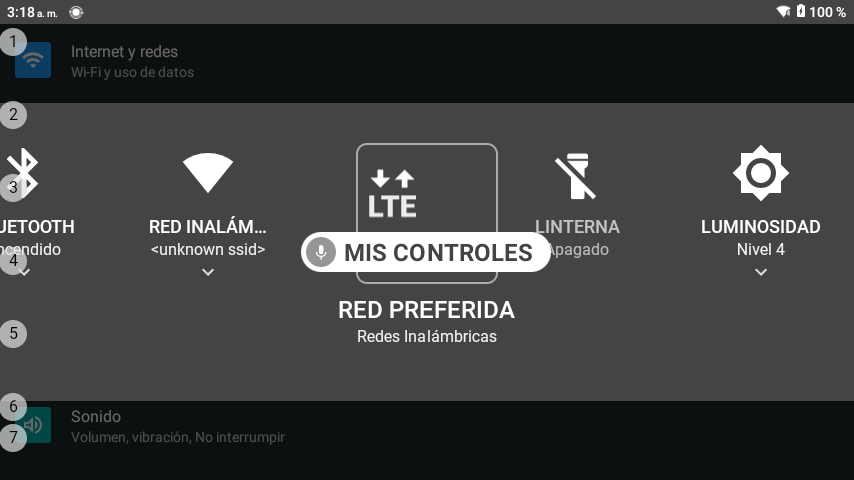 3:18 a. m.
100 %
1
Internet y redes
Wi-Fi y uso de datos
2
3
LTE
UETOOTH
RED INALÁM...
LINTERNA
LUMINOSIDAD
ncendido
<unknown ssid>
MIS CONTROLES
Apagado
Nivel 4
4
RED PREFERIDA
5
Redes Inalámbricas
6
Sonido
7
Volumen, vibración, No interrumpir